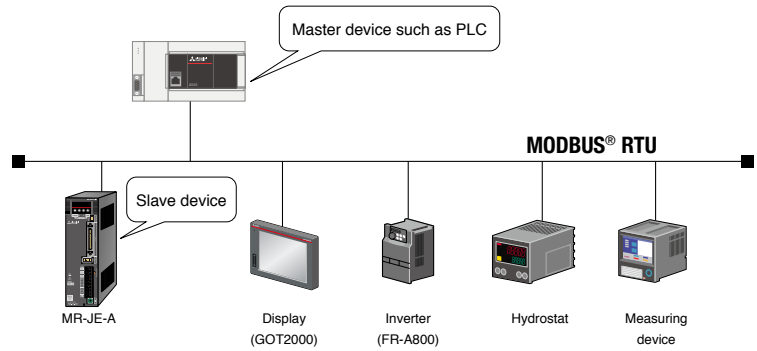 Master device such as PLC
MODBUS® RTU
Slave device
MR-JE-A
Display
(GOT2000)
Inverter
(FR-A800)
Hydrostat
Measuring
device